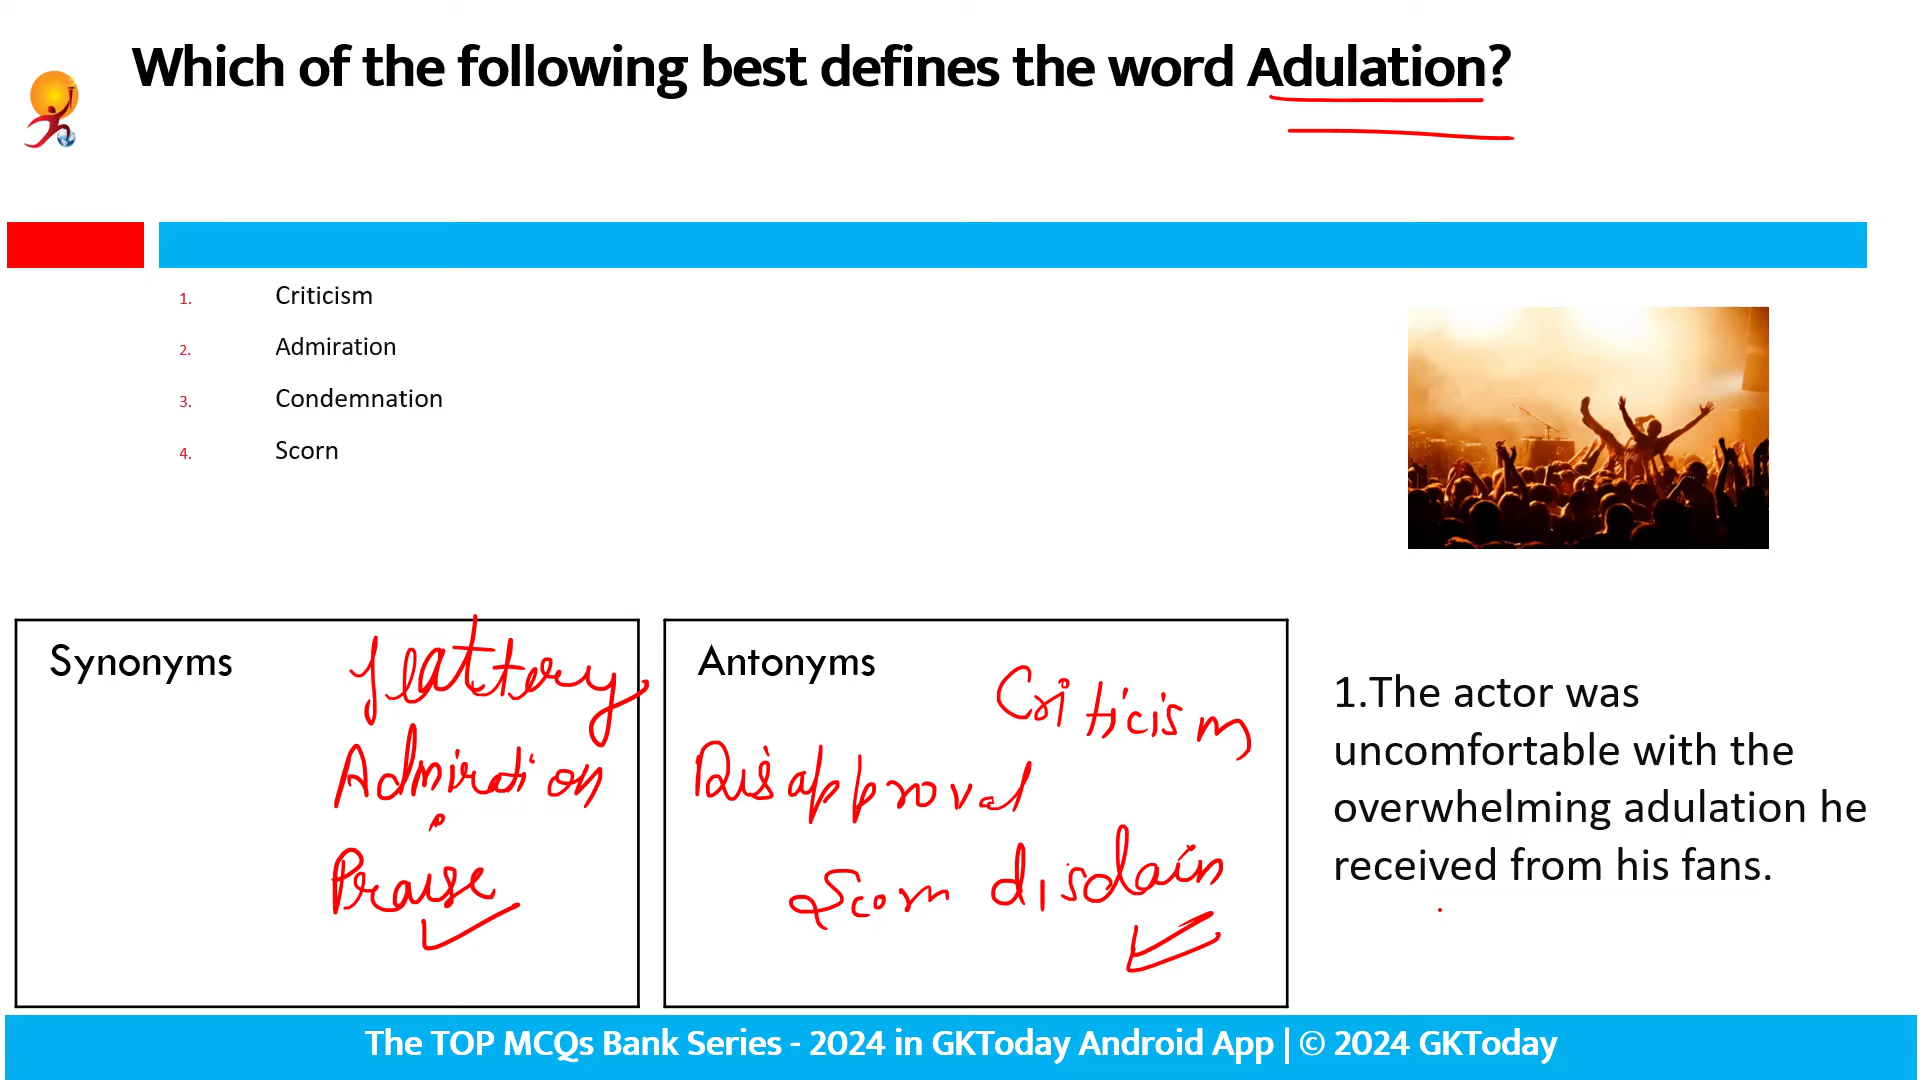 Which of the following best defines the word Adulation?
1. Criticism
2. Admiration
3. Condemnation
4. Scorn
Synonyms
flattery
Admiration
Praise
Antonyms
Criticism
Disapproval
Scorn disdain
1.The actor was
uncomfortable with the
overwhelming adulation he
received from his fans.
The TOP MCQs Bank Series - 2024 in GKToday Android App | © 2024 GKToday